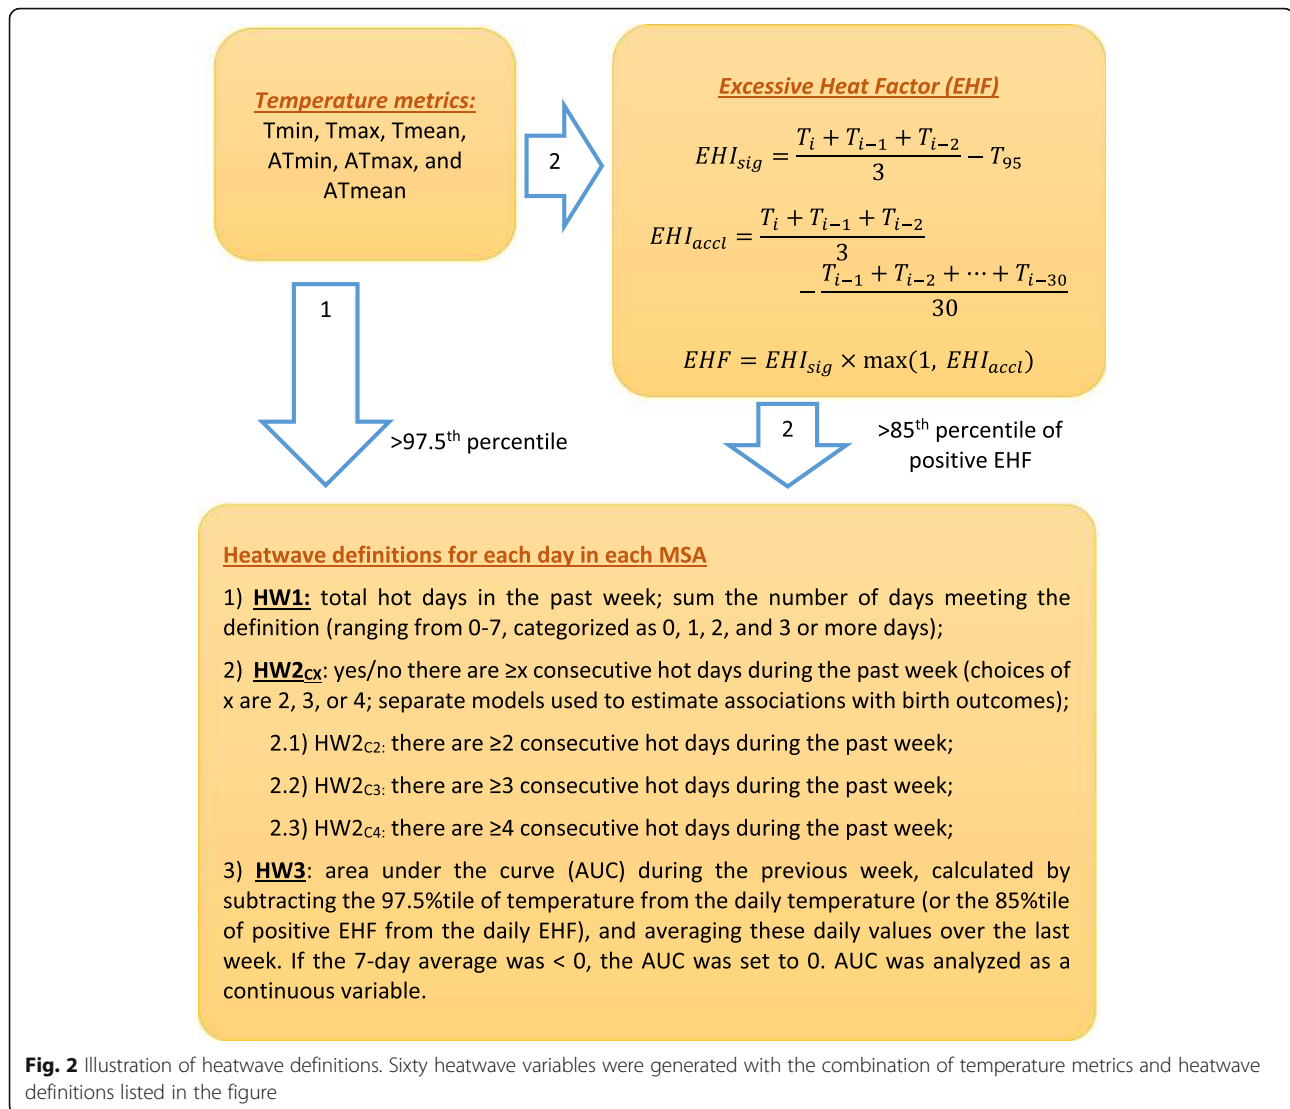 Temperature metrics:
Tmin, Tmax, Tmean,
ATmin, ATmax, and
ATmean
2
Excessive Heat Factor (EHF)
EHI_sig = (T_i + T_{i−1} + T_{i−2})/3 − T_95
EHI_accl = (T_i + T_{i−1} + T_{i−2})/3
− (T_{i−1} + T_{i−2} + ⋯ + T_{i−30})/30
EHF = EHI_sig × max(1, EHI_accl)
1
>97.5th percentile
2
>85th percentile of
positive EHF
Heatwave definitions for each day in each MSA
1) HW1: total hot days in the past week; sum the number of days meeting the
definition (ranging from 0-7, categorized as 0, 1, 2, and 3 or more days);
2) HW2CX: yes/no there are ≥x consecutive hot days during the past week (choices of
x are 2, 3, or 4; separate models used to estimate associations with birth outcomes);
2.1) HW2C2: there are ≥2 consecutive hot days during the past week;
2.2) HW2C3: there are ≥3 consecutive hot days during the past week;
2.3) HW2C4: there are ≥4 consecutive hot days during the past week;
3) HW3: area under the curve (AUC) during the previous week, calculated by
subtracting the 97.5%tile of temperature from the daily temperature (or the 85%tile
of positive EHF from the daily EHF), and averaging these daily values over the last
week. If the 7-day average was < 0, the AUC was set to 0. AUC was analyzed as a
continuous variable.
Fig. 2 Illustration of heatwave definitions. Sixty heatwave variables were generated with the combination of temperature metrics and heatwave
definitions listed in the figure